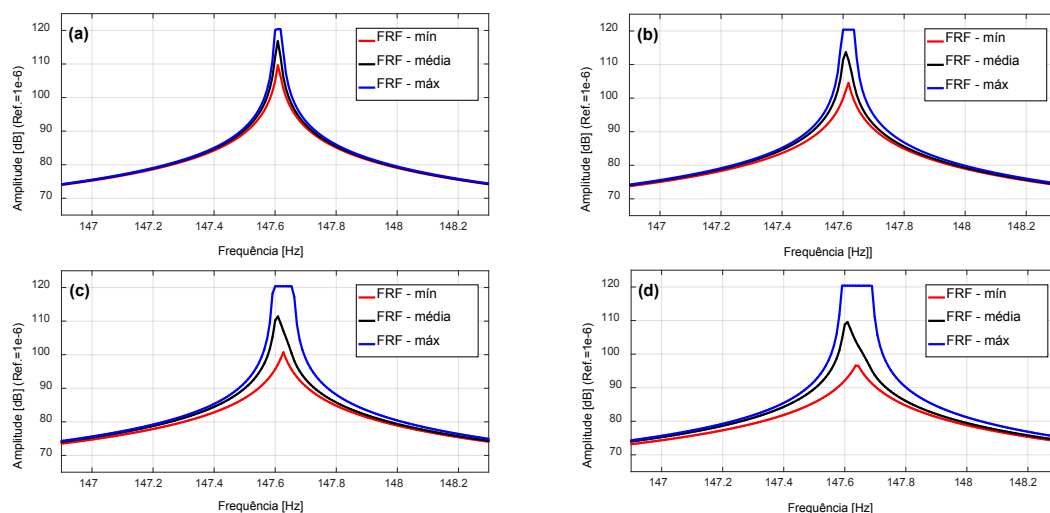 (a)
FRF - mín
FRF - média
FRF - máx
Amplitude [dB] (Ref.=1e-6)
120
110
100
90
80
70
147
147.2
147.4
147.6
147.8
148
148.2
Frequência [Hz]
(b)
FRF - mín
FRF - média
FRF - máx
Amplitude [dB] (Ref.=1e-6)
120
110
100
90
80
70
147
147.2
147.4
147.6
147.8
148
148.2
Frequência [Hz]]
(c)
FRF - mín
FRF - média
FRF - máx
Amplitude [dB] (Ref.=1e-6)
120
110
100
90
80
70
147
147.2
147.4
147.6
147.8
148
148.2
Frequência [Hz]
(d)
FRF - mín
FRF - média
FRF - máx
Amplitude [dB] (Ref.=1e-6)
120
110
100
90
80
70
147
147.2
147.4
147.6
147.8
148
148.2
Frequência [Hz]